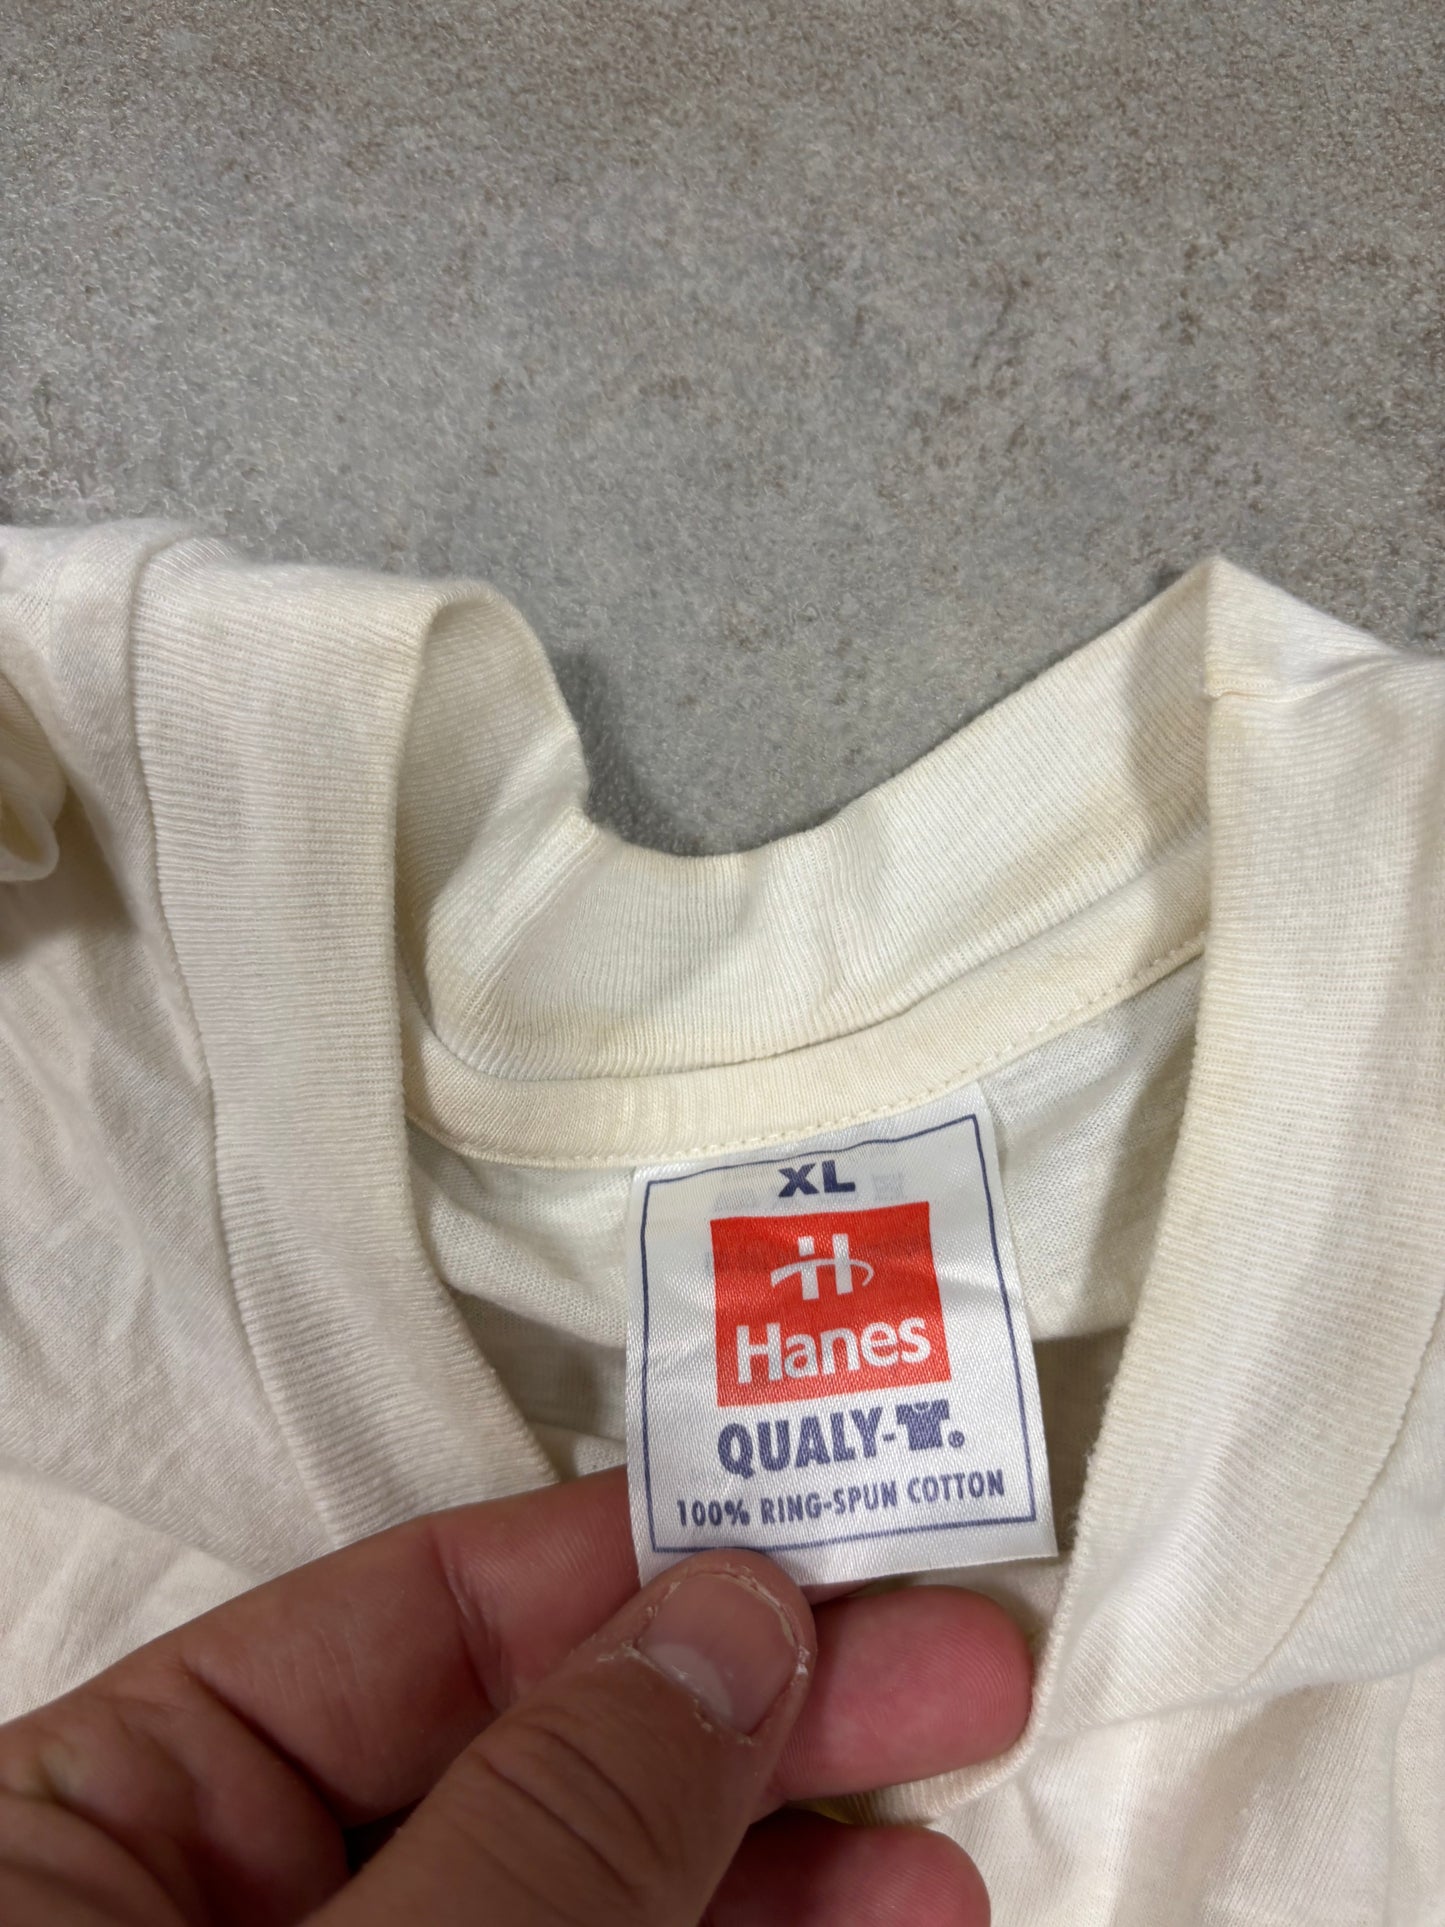 XL
Hanes
QUALY-T®
100% RING-SPUN COTTON